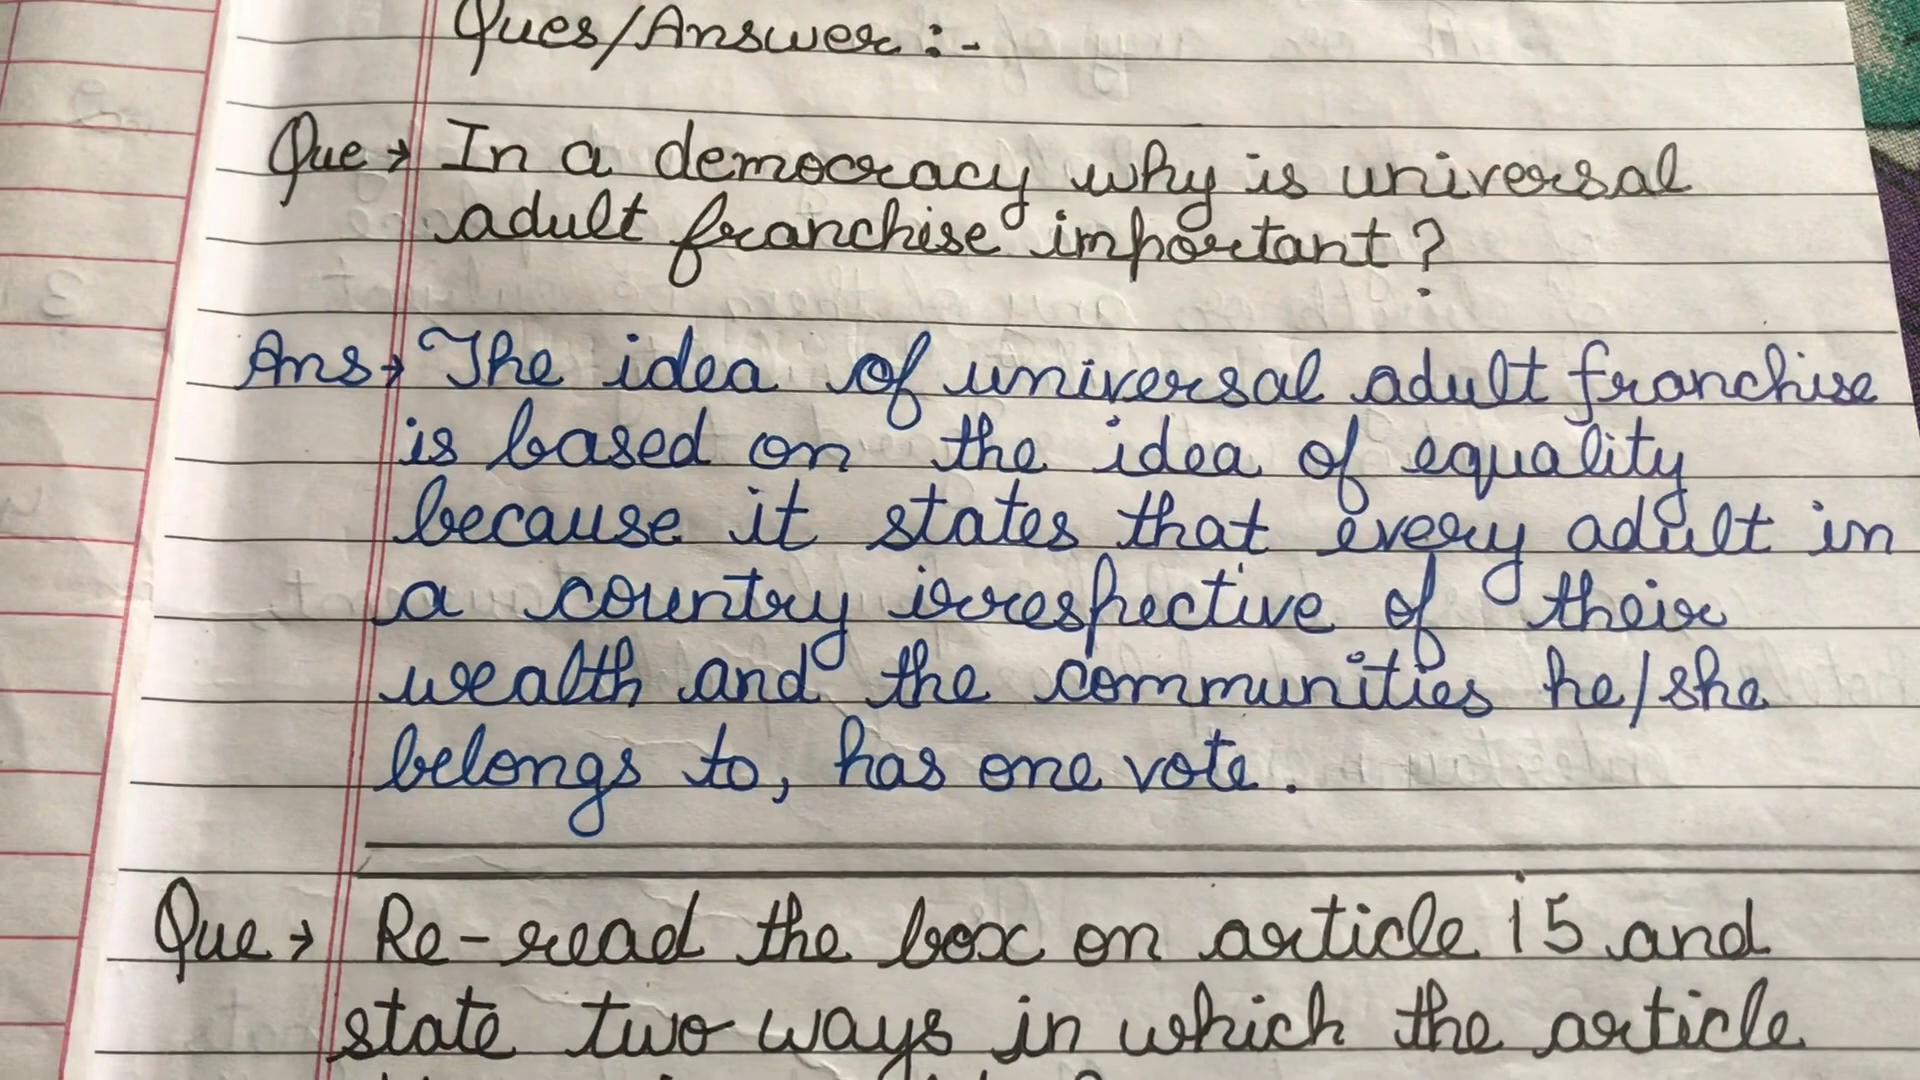 Ques/Answer :-
Que → In a democracy why is universal
adult franchise important ?
Ans → The idea of universal adult franchise
is based on the idea of equality
because it states that every adult in
a country irrespective of their
wealth and the communities he/she
belongs to, has one vote.
Que → Re-read the box on article 15 and
state two ways in which the article